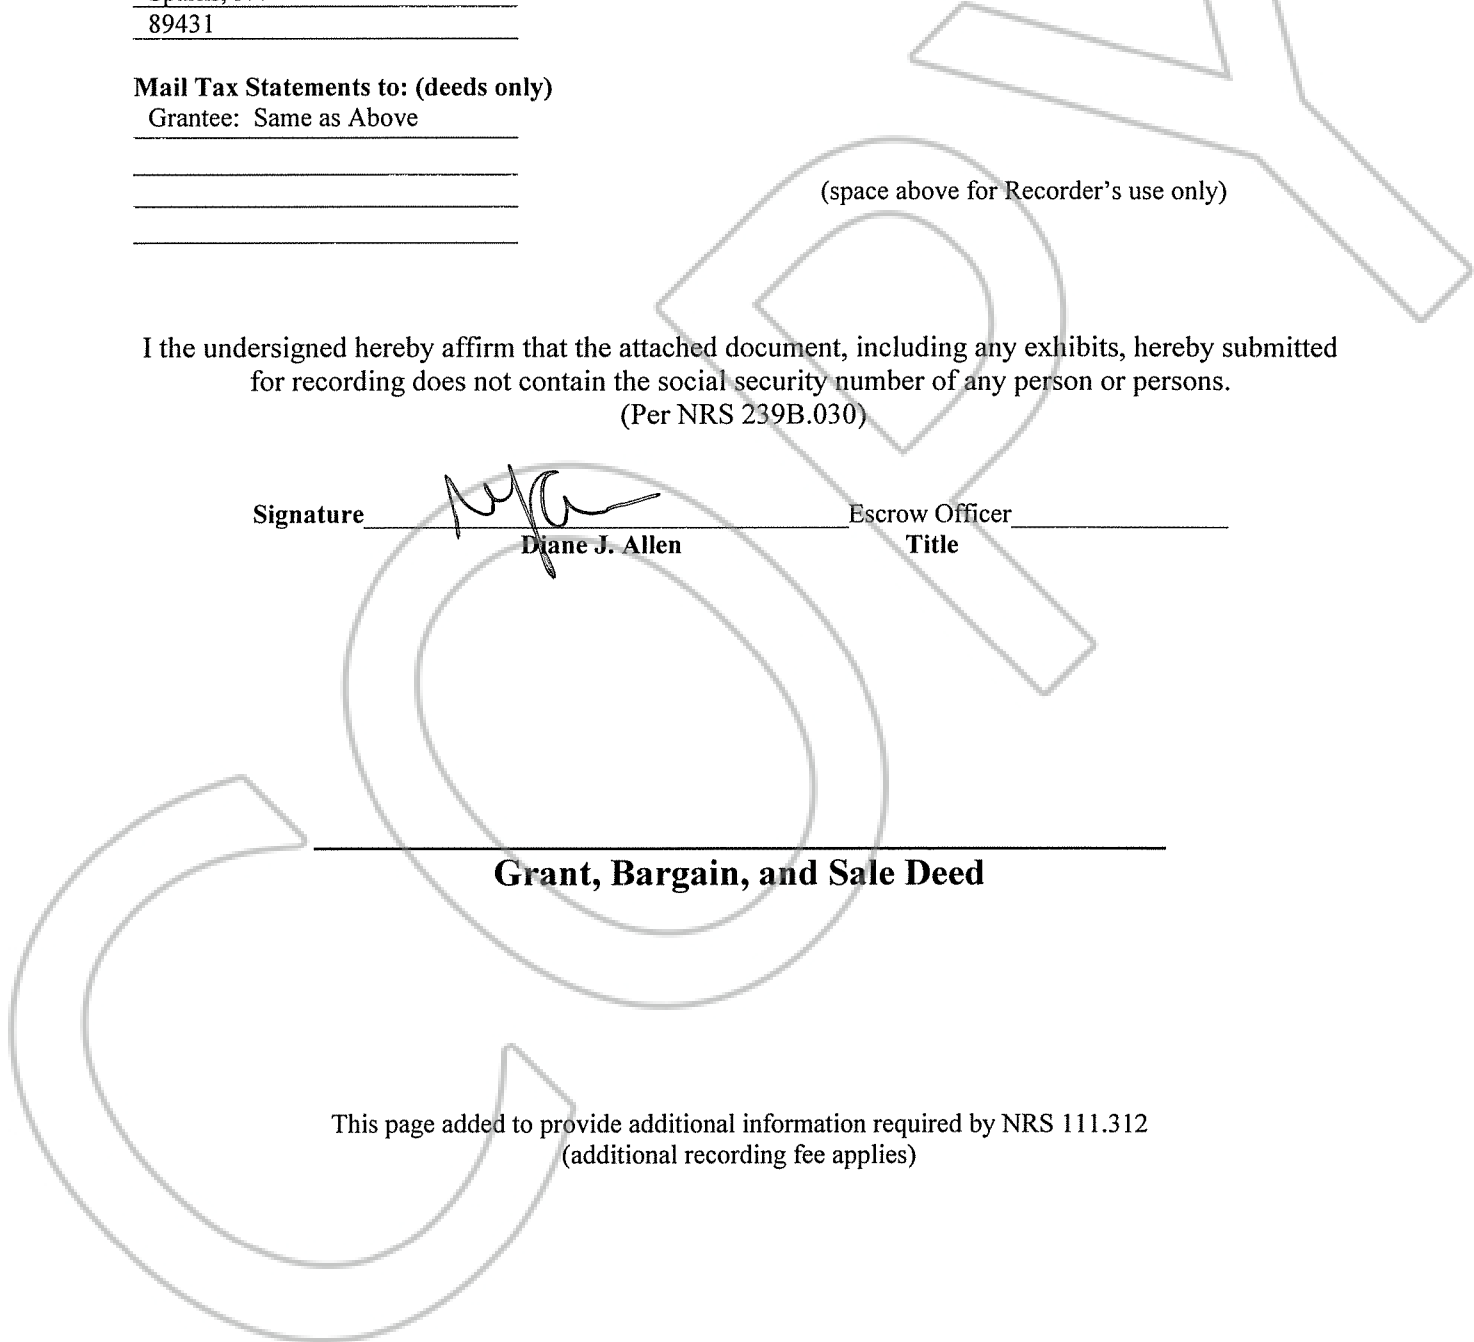 89431
Mail Tax Statements to: (deeds only)
Grantee: Same as Above
(space above for Recorder's use only)
I the undersigned hereby affirm that the attached document, including any exhibits, hereby submitted
for recording does not contain the social security number of any person or persons.
(Per NRS 239B.030)
Signature Escrow Officer
Diane J. Allen Title
Grant, Bargain, and Sale Deed
This page added to provide additional information required by NRS 111.312
(additional recording fee applies)
COPY